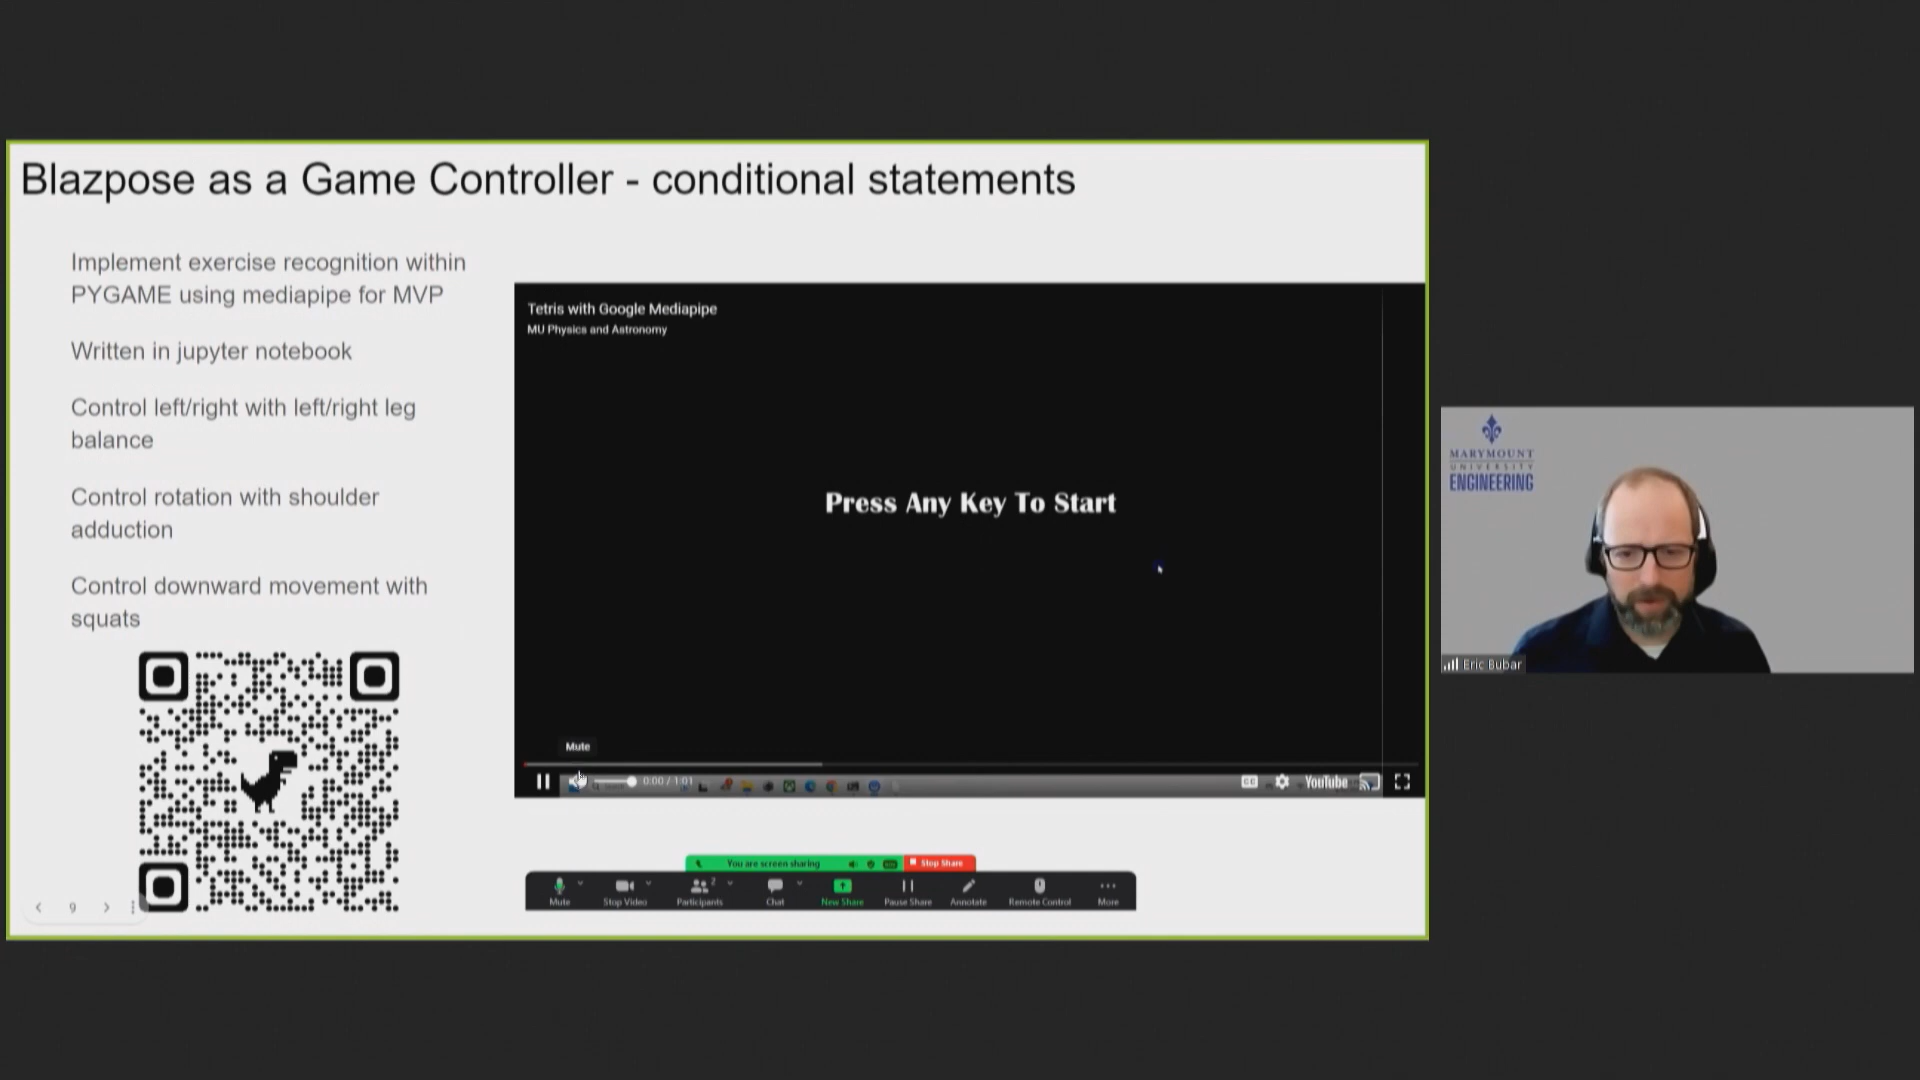 Blazpose as a Game Controller - conditional statements
Implement exercise recognition within
PYGAME using mediapipe for MVP
Written in jupyter notebook
Control left/right with left/right leg
balance
Control rotation with shoulder
adduction
Control downward movement with
squats
9
Tetris with Google Mediapipe
MU Physics and Astronomy
Press Any Key To Start
Mute
0:00 / 1:01
YouTube
You are screen sharing
Stop Share
Mute
Stop Video
Participants
2
Chat
New Share
Pause Share
Annotate
Remote Control
More
MARYMOUNT
UNIVERSITY
ENGINEERING
Eric Bubar